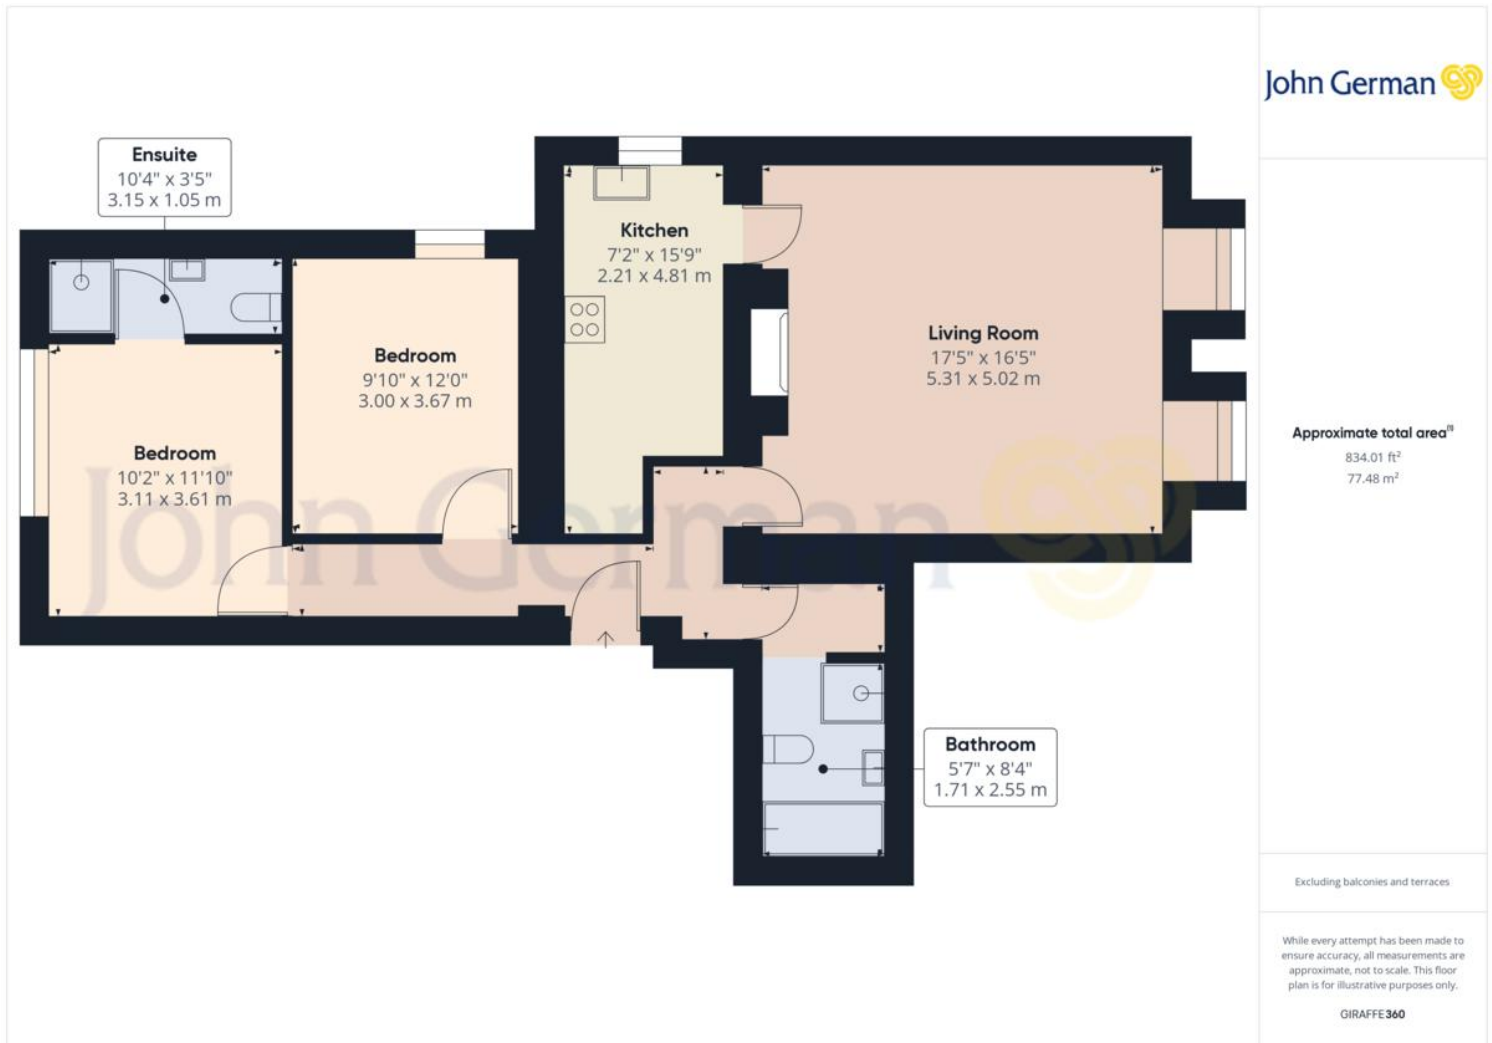 John German
Ensuite
10'4" x 3'5"
3.15 x 1.05 m
Kitchen
7'2" x 15'9"
2.21 x 4.81 m
Living Room
17'5" x 16'5"
5.31 x 5.02 m
Bedroom
9'10" x 12'0"
3.00 x 3.67 m
Bedroom
10'2" x 11'10"
3.11 x 3.61 m
John German
Bathroom
5'7" x 8'4"
1.71 x 2.55 m
Approximate total area⁽¹⁾
834.01 ft²
77.48 m²
Excluding balconies and terraces
While every attempt has been made to
ensure accuracy, all measurements are
approximate, not to scale. This floor
plan is for illustrative purposes only.
GIRAFFE360